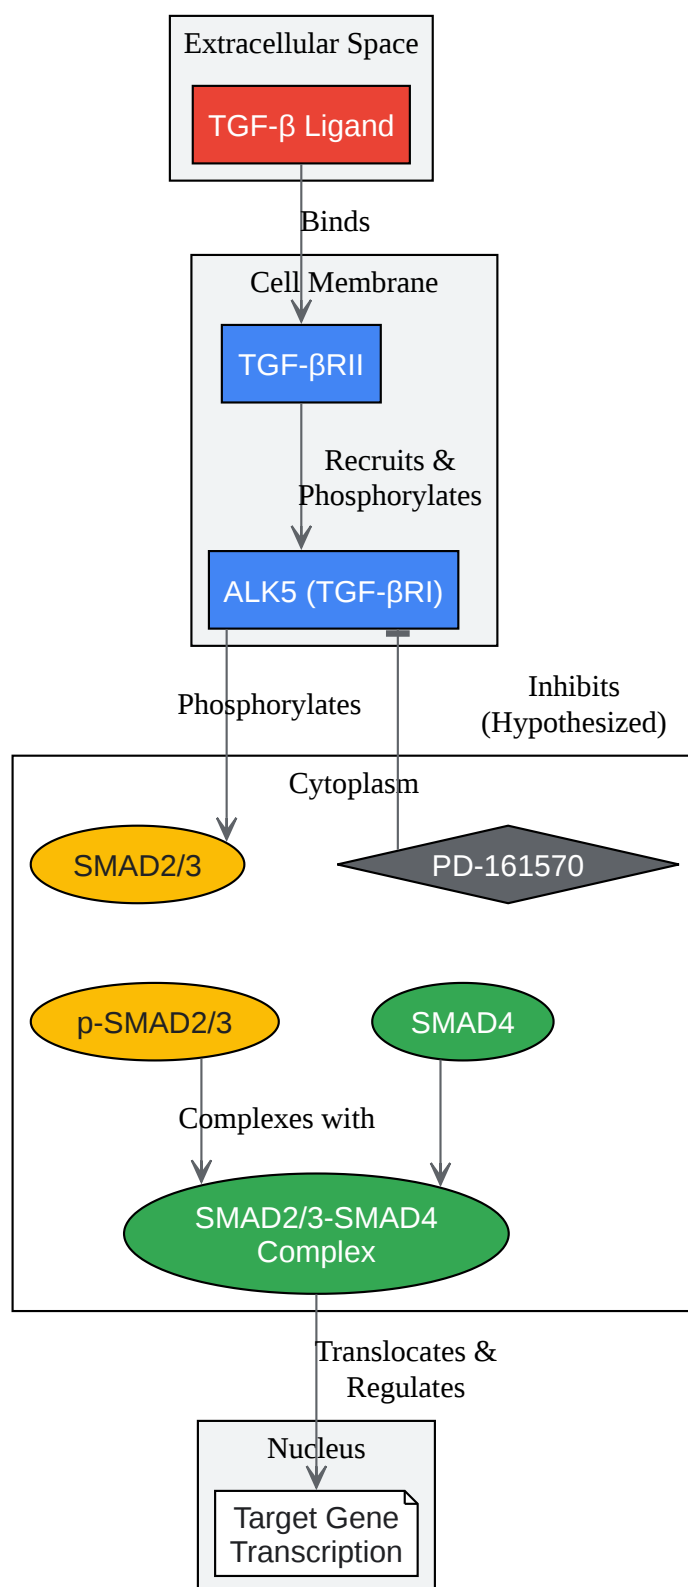 Extracellular Space
TGF-β Ligand
Binds
Cell Membrane
TGF-βRII
Recruits &
Phosphorylates
ALK5 (TGF-βRI)
Phosphorylates
Inhibits
(Hypothesized)
Cytoplasm
SMAD2/3
PD-161570
p-SMAD2/3
SMAD4
Complexes with
SMAD2/3-SMAD4
Complex
Translocates &
Regulates
Nucleus
Target Gene
Transcription